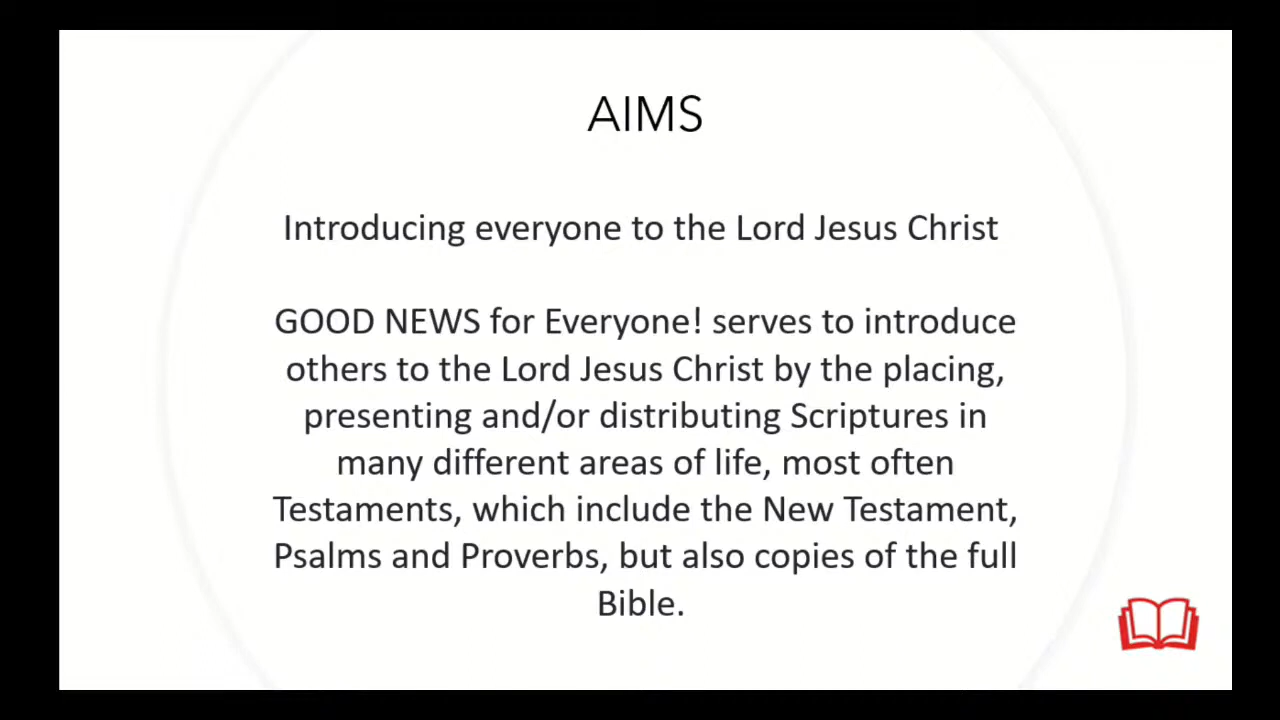 AIMS
Introducing everyone to the Lord Jesus Christ
GOOD NEWS for Everyone! serves to introduce
others to the Lord Jesus Christ by the placing,
presenting and/or distributing Scriptures in
many different areas of life, most often
Testaments, which include the New Testament,
Psalms and Proverbs, but also copies of the full
Bible.